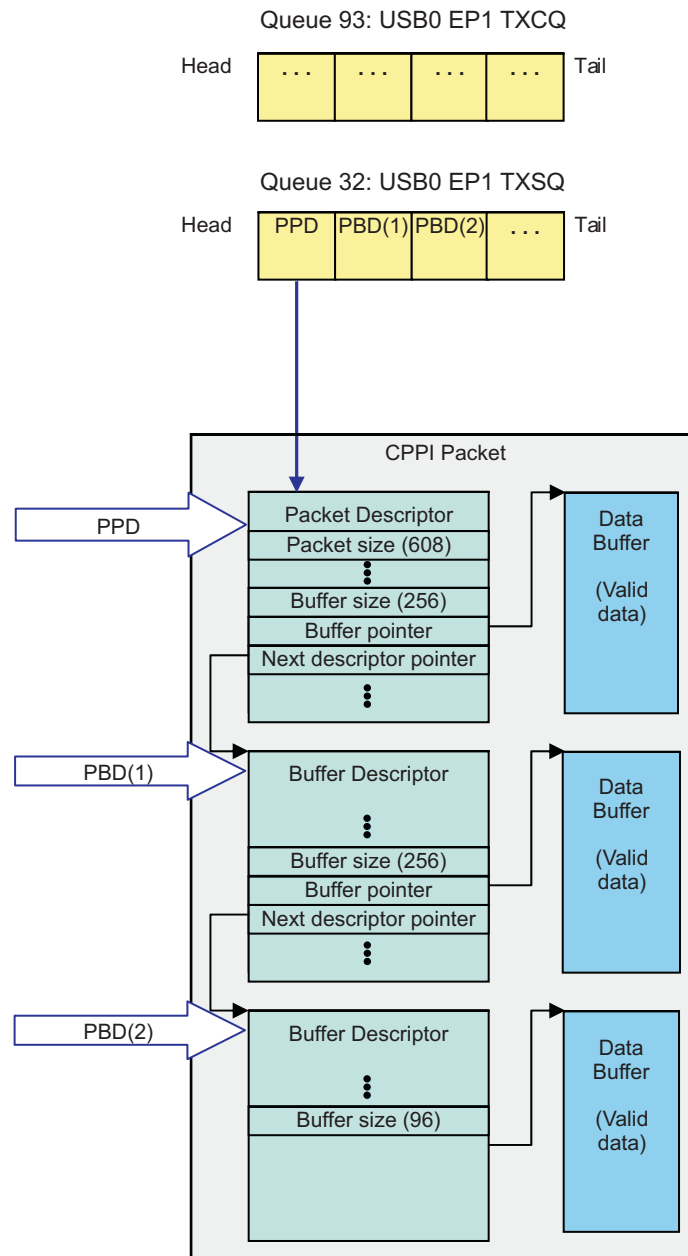 Queue 93: USB0 EP1 TXCQ
Head
. . .
. . .
. . .
. . .
Tail
Queue 32: USB0 EP1 TXSQ
Head
PPD
PBD(1)
PBD(2)
. . .
Tail
CPPI Packet
PPD
Packet Descriptor
Packet size (608)
Buffer size (256)
Buffer pointer
Next descriptor pointer
Data
Buffer
(Valid
data)
PBD(1)
Buffer Descriptor
Buffer size (256)
Buffer pointer
Next descriptor pointer
Data
Buffer
(Valid
data)
PBD(2)
Buffer Descriptor
Buffer size (96)
Data
Buffer
(Valid
data)